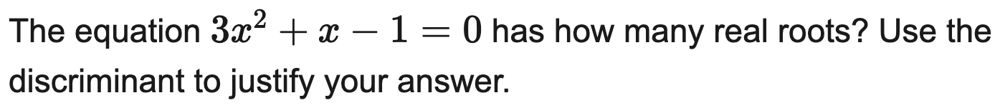 The equation 3x² + x − 1 = 0 has how many real roots? Use the
discriminant to justify your answer.